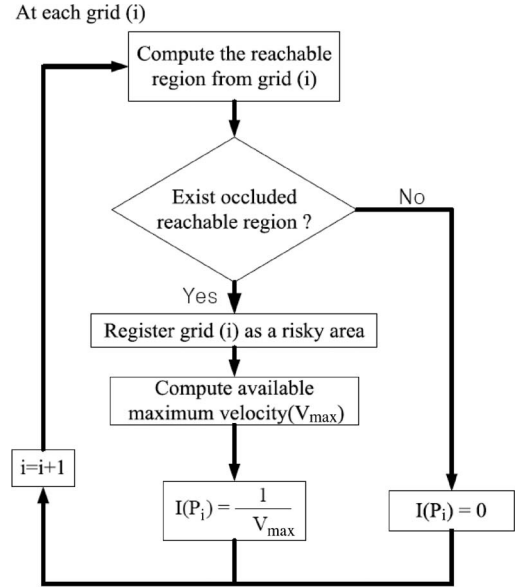 At each grid (i)
Compute the reachable
region from grid (i)
Exist occluded
reachable region ?
No
Yes
Register grid (i) as a risky area
Compute available
maximum velocity(Vmax)
i=i+1
I(Pi) = 1
Vmax
I(Pi) = 0